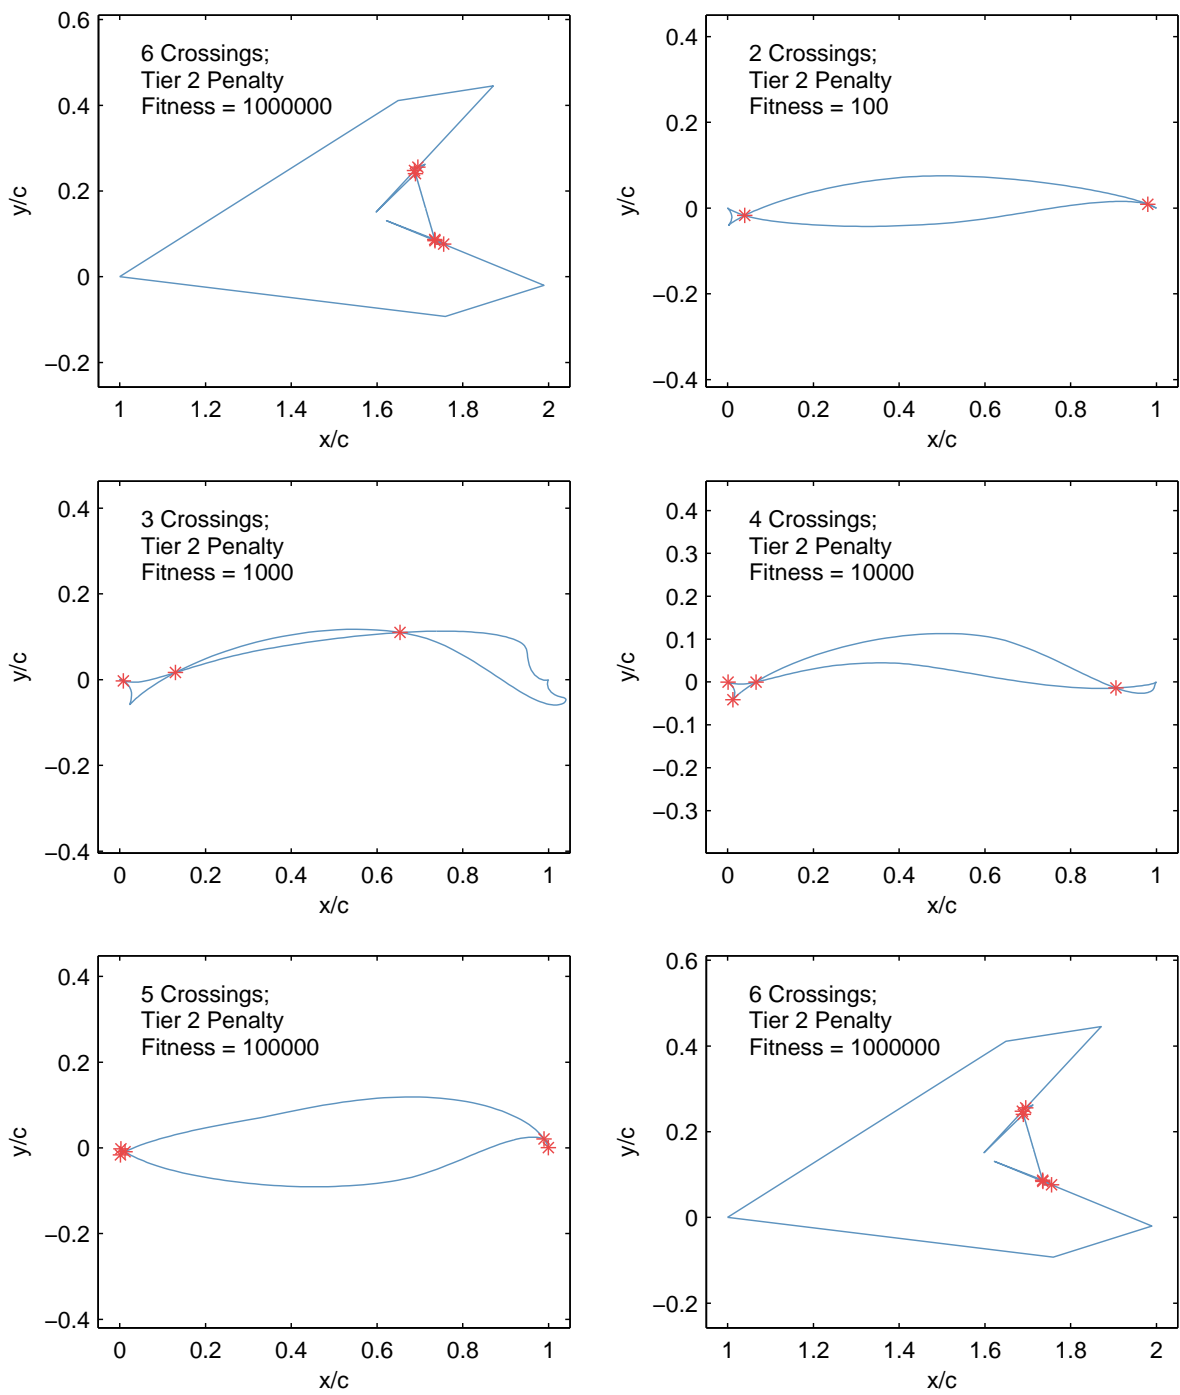 6 Crossings;
Tier 2 Penalty
Fitness = 1000000
0.6
0.4
0.2
0
−0.2
y/c
1 1.2 1.4 1.6 1.8 2
x/c
2 Crossings;
Tier 2 Penalty
Fitness = 100
0.4
0.2
0
−0.2
−0.4
y/c
0 0.2 0.4 0.6 0.8 1
x/c
3 Crossings;
Tier 2 Penalty
Fitness = 1000
0.4
0.2
0
−0.2
−0.4
y/c
0 0.2 0.4 0.6 0.8 1
x/c
4 Crossings;
Tier 2 Penalty
Fitness = 10000
0.4
0.3
0.2
0.1
0
−0.1
−0.2
−0.3
y/c
0 0.2 0.4 0.6 0.8 1
x/c
5 Crossings;
Tier 2 Penalty
Fitness = 100000
0.4
0.2
0
−0.2
−0.4
y/c
0 0.2 0.4 0.6 0.8 1
x/c
6 Crossings;
Tier 2 Penalty
Fitness = 1000000
0.6
0.4
0.2
0
−0.2
y/c
1 1.2 1.4 1.6 1.8 2
x/c